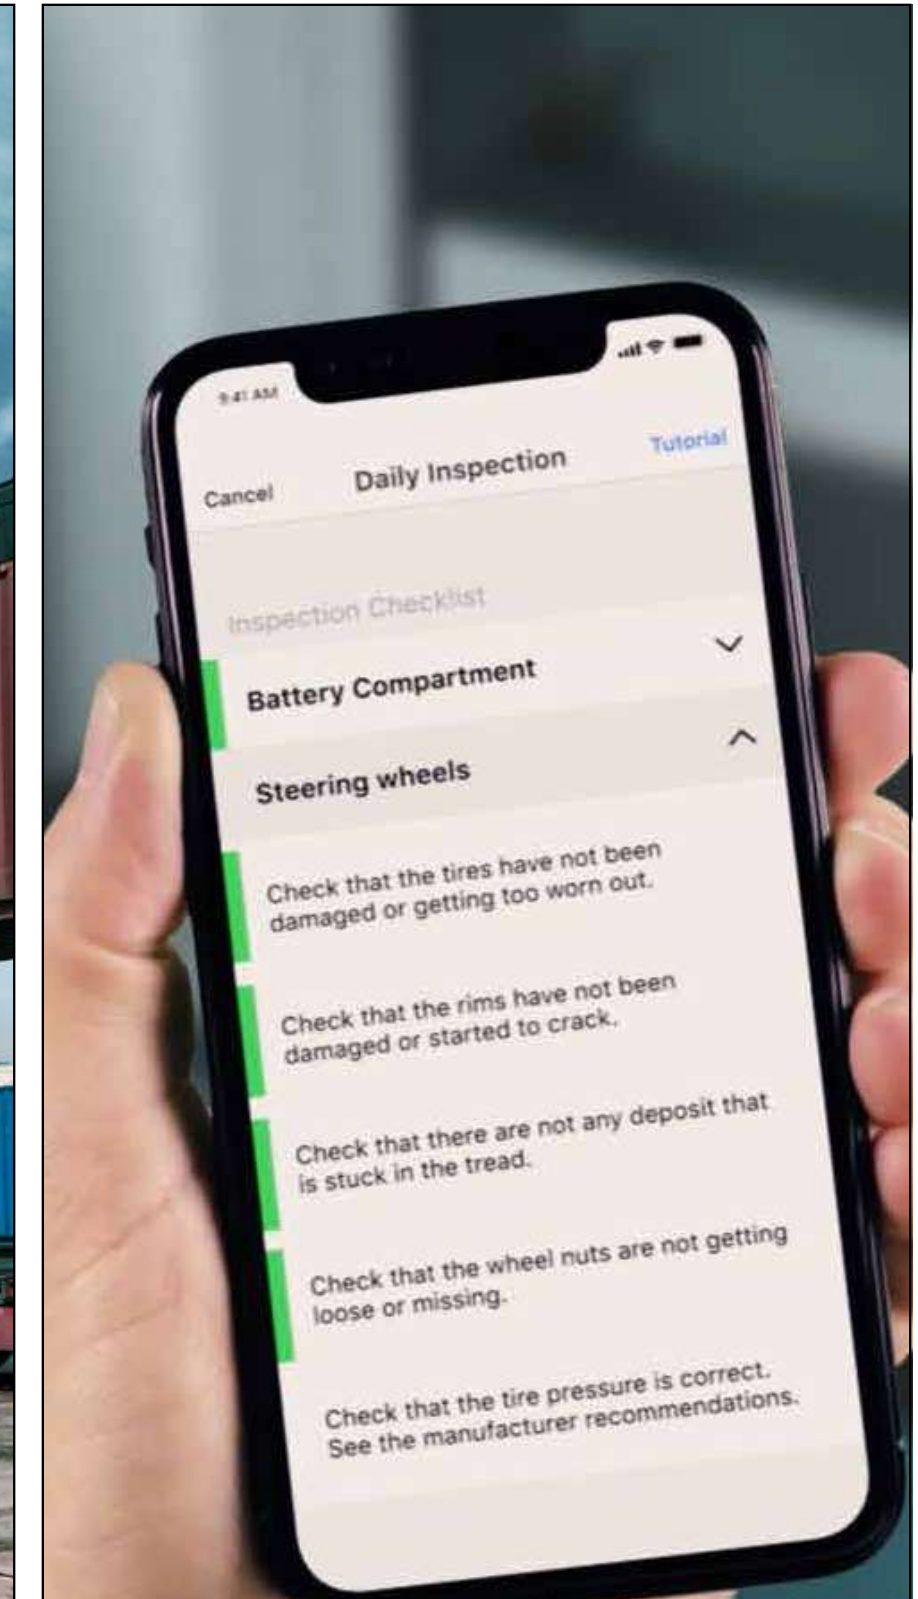 9:41 AM
Cancel
Daily Inspection
Tutorial
Inspection Checklist
Battery Compartment
Steering wheels
Check that the tires have not been
damaged or getting too worn out.
Check that the rims have not been
damaged or started to crack.
Check that there are not any deposit that
is stuck in the tread.
Check that the wheel nuts are not getting
loose or missing.
Check that the tire pressure is correct.
See the manufacturer recommendations.